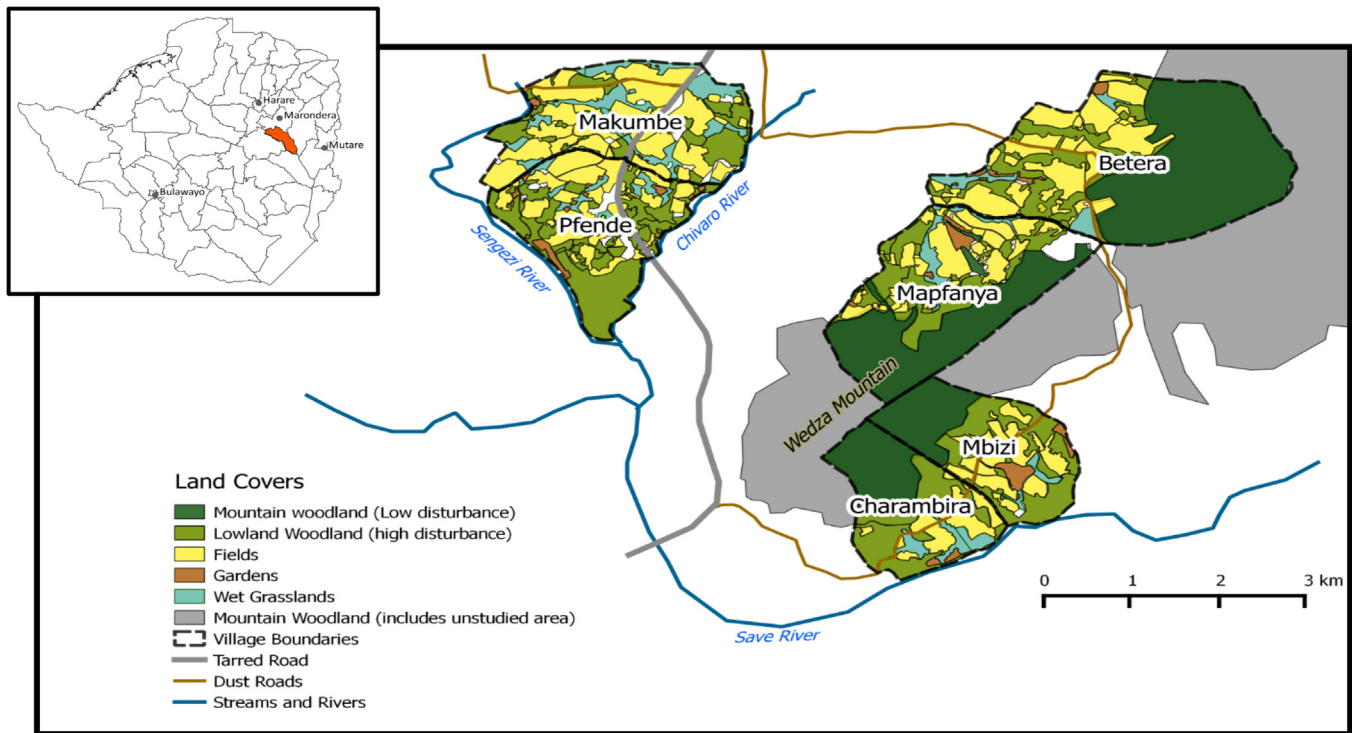 Harare
Marondera
Mutare
Bulawayo
Makumbe
Betera
Pfende
Chivaro River
Sengezi River
Mapfanya
Wedza Mountain
Mbizi
Charambira
Land Covers
Mountain woodland (Low disturbance)
Lowland Woodland (high disturbance)
Fields
Gardens
Wet Grasslands
Mountain Woodland (includes unstudied area)
Village Boundaries
Tarred Road
Dust Roads
Streams and Rivers
0 1 2 3 km
Save River